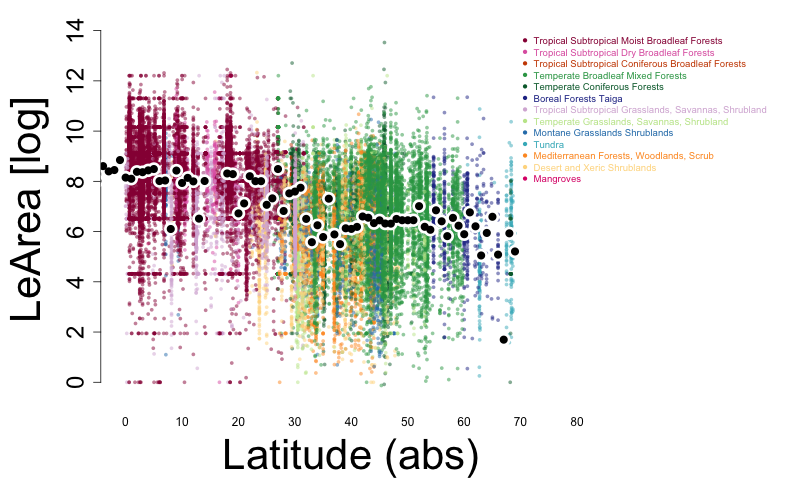 LeArea [log]
14
12
10
8
6
4
2
0
Tropical Subtropical Moist Broadleaf Forests
Tropical Subtropical Dry Broadleaf Forests
Tropical Subtropical Coniferous Broadleaf Forests
Temperate Broadleaf Mixed Forests
Temperate Coniferous Forests
Boreal Forests Taiga
Tropical Subtropical Grasslands, Savannas, Shrubland
Temperate Grasslands, Savannas, Shrubland
Montane Grasslands Shrublands
Tundra
Mediterranean Forests, Woodlands, Scrub
Desert and Xeric Shrublands
Mangroves
0 10 20 30 40 50 60 70 80
Latitude (abs)